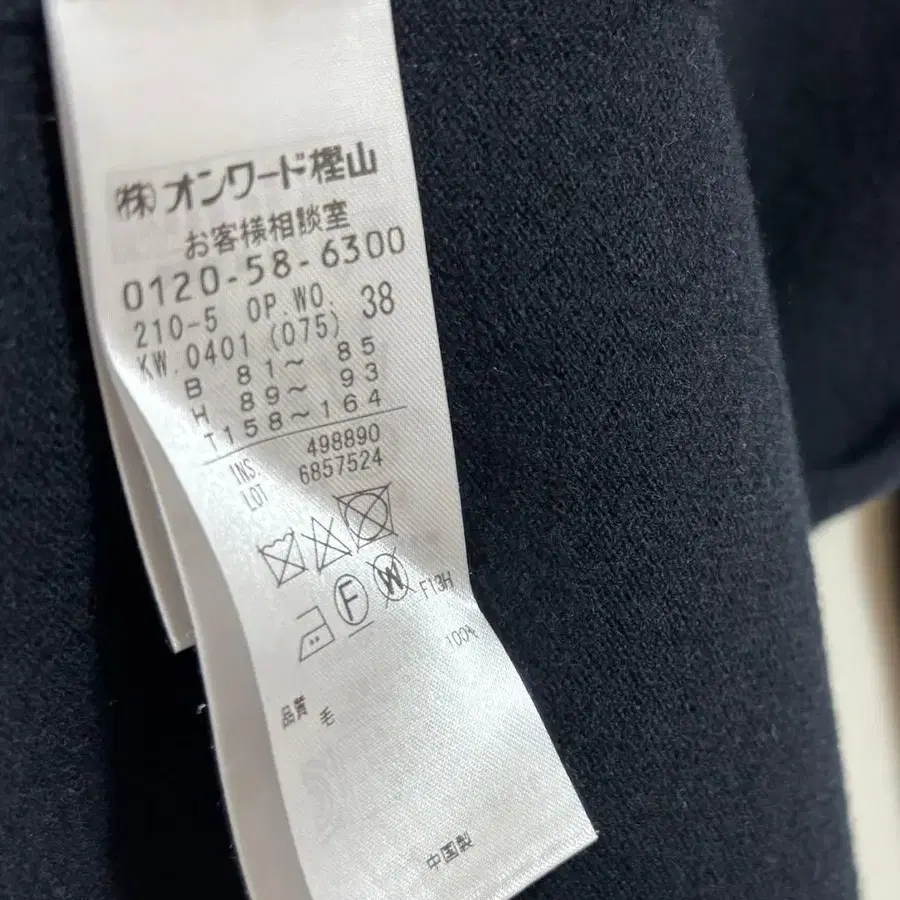 (株)オンワード樫山
お客様相談室
0120-58-6300
210-5 OP.WO. 38
KW.0401 (075)
B 81～ 85
H 89～ 93
T158～164
INS. 498890
LOT 6857524
F W F13H
100%
品質 毛
中国製